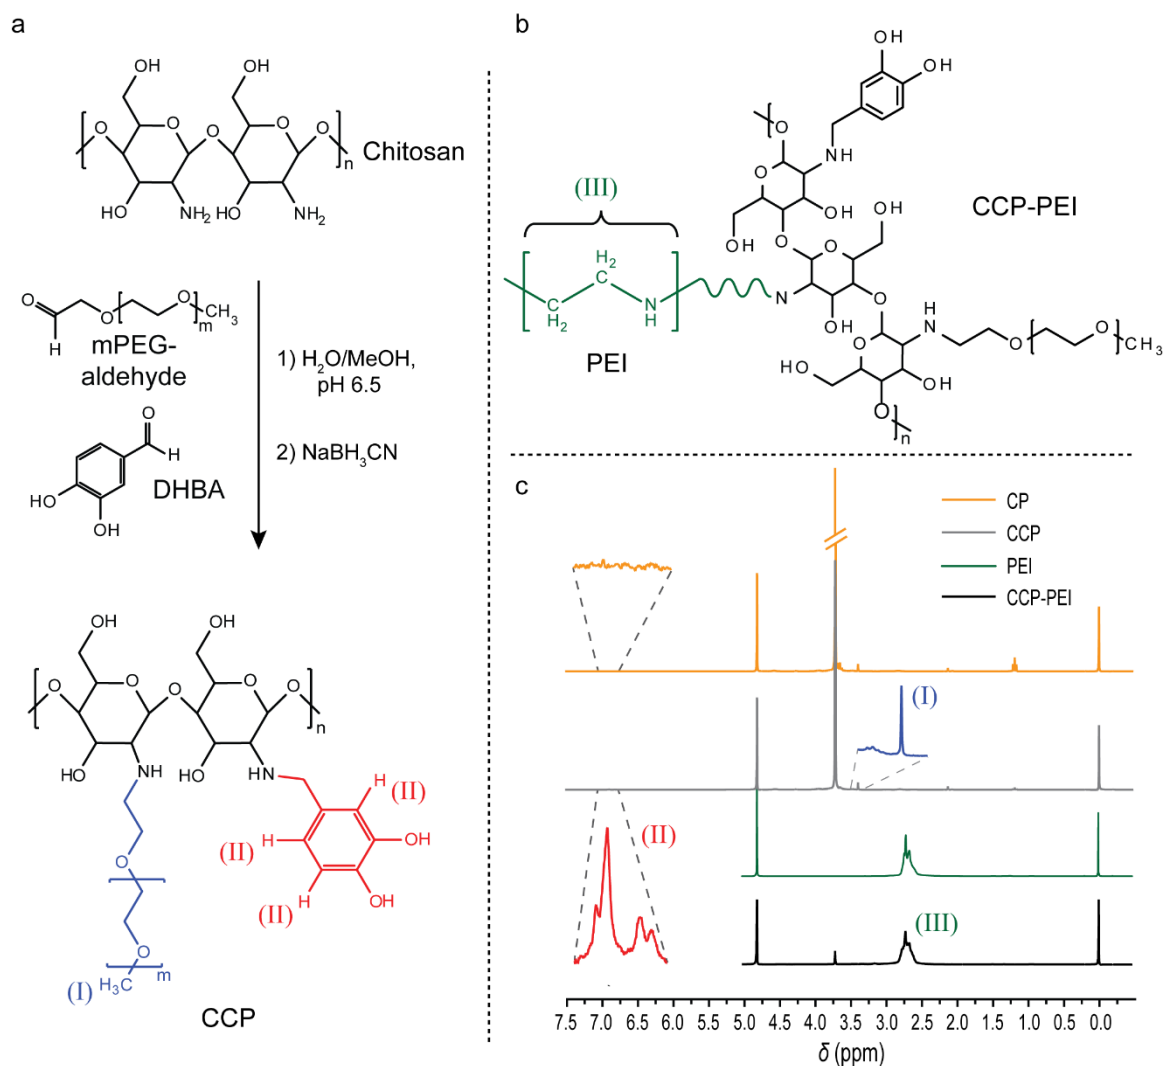 a
OH
OH
O
O
O
O
O
n
Chitosan
HO
NH2
HO
NH2
O
H
O
O
CH3
m
mPEG-
aldehyde
1) H2O/MeOH,
pH 6.5
O
H
HO
OH
DHBA
2) NaBH3CN
OH
OH
O
O
O
O
O
n
HO
NH
HO
HN
H
(II)
(II)
H
OH
O
H
(II)
OH
O
(I)
H3C
m
CCP
b
OH
OH
O
NH
O
HO
OH
O
OH
CCP-PEI
(III)
H2
C
C
H2
N
H
PEI
N
O
O
HO
H
N
O
O
CH3
m
O
HO
OH
O
n
c
CP
CCP
PEI
CCP-PEI
(I)
(II)
(III)
7.5 7.0 6.5 6.0 5.5 5.0 4.5 4.0 3.5 3.0 2.5 2.0 1.5 1.0 0.0
δ (ppm)